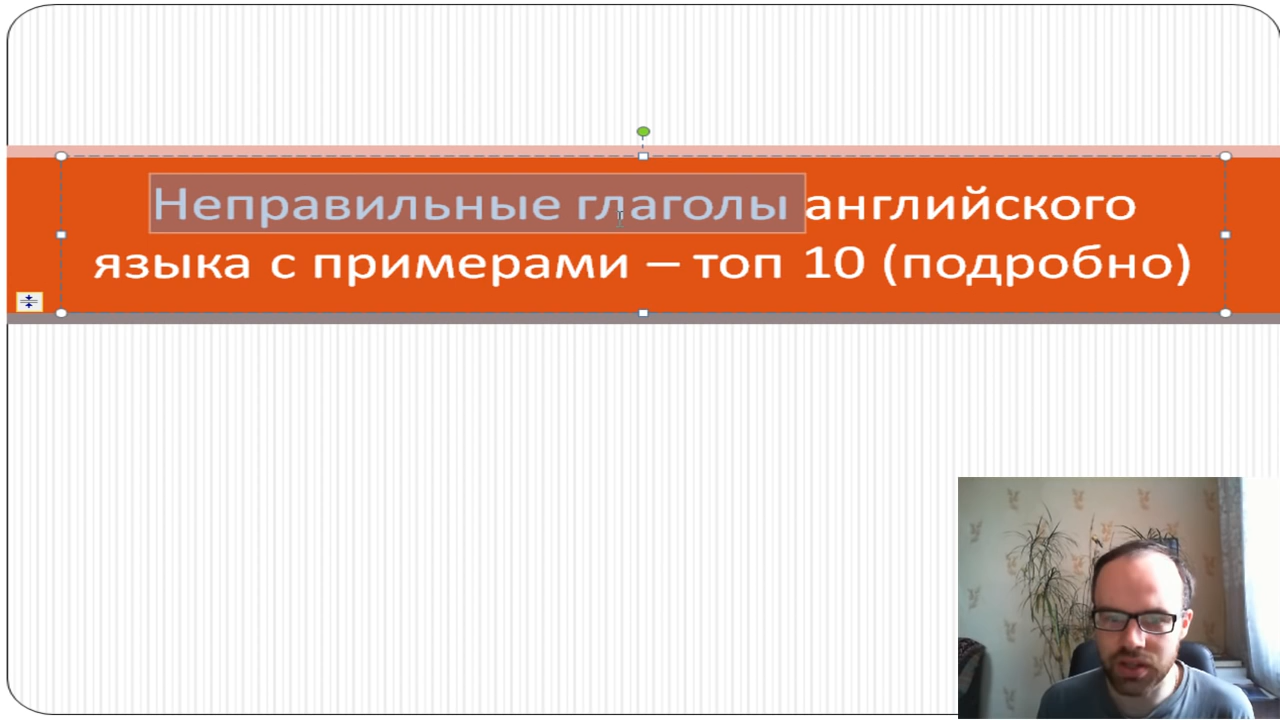 Неправильные глаголы английского
языка с примерами – топ 10 (подробно)